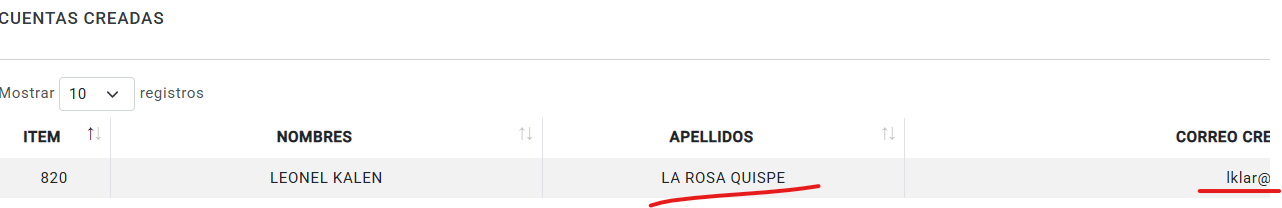 CUENTAS CREADAS
Mostrar 10 registros
ITEM NOMBRES APELLIDOS CORREO CRE
820 LEONEL KALEN LA ROSA QUISPE lklar@